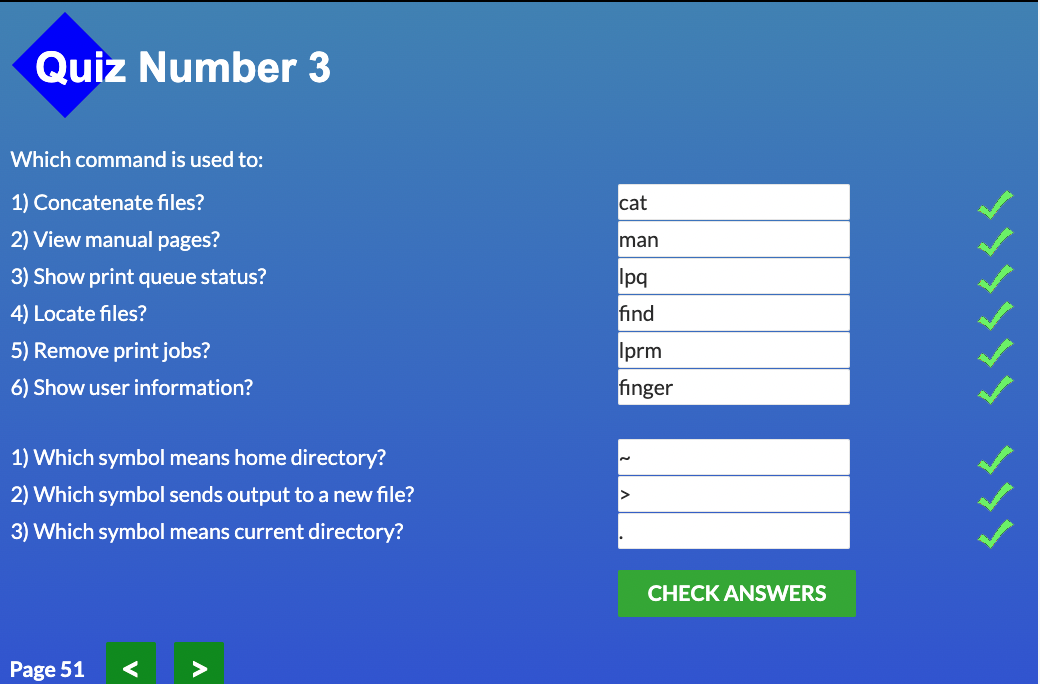 Quiz Number 3
Which command is used to:
1) Concatenate files? cat
2) View manual pages? man
3) Show print queue status? lpq
4) Locate files? find
5) Remove print jobs? lprm
6) Show user information? finger
1) Which symbol means home directory? ~
2) Which symbol sends output to a new file? >
3) Which symbol means current directory? .
CHECK ANSWERS
Page 51 < >